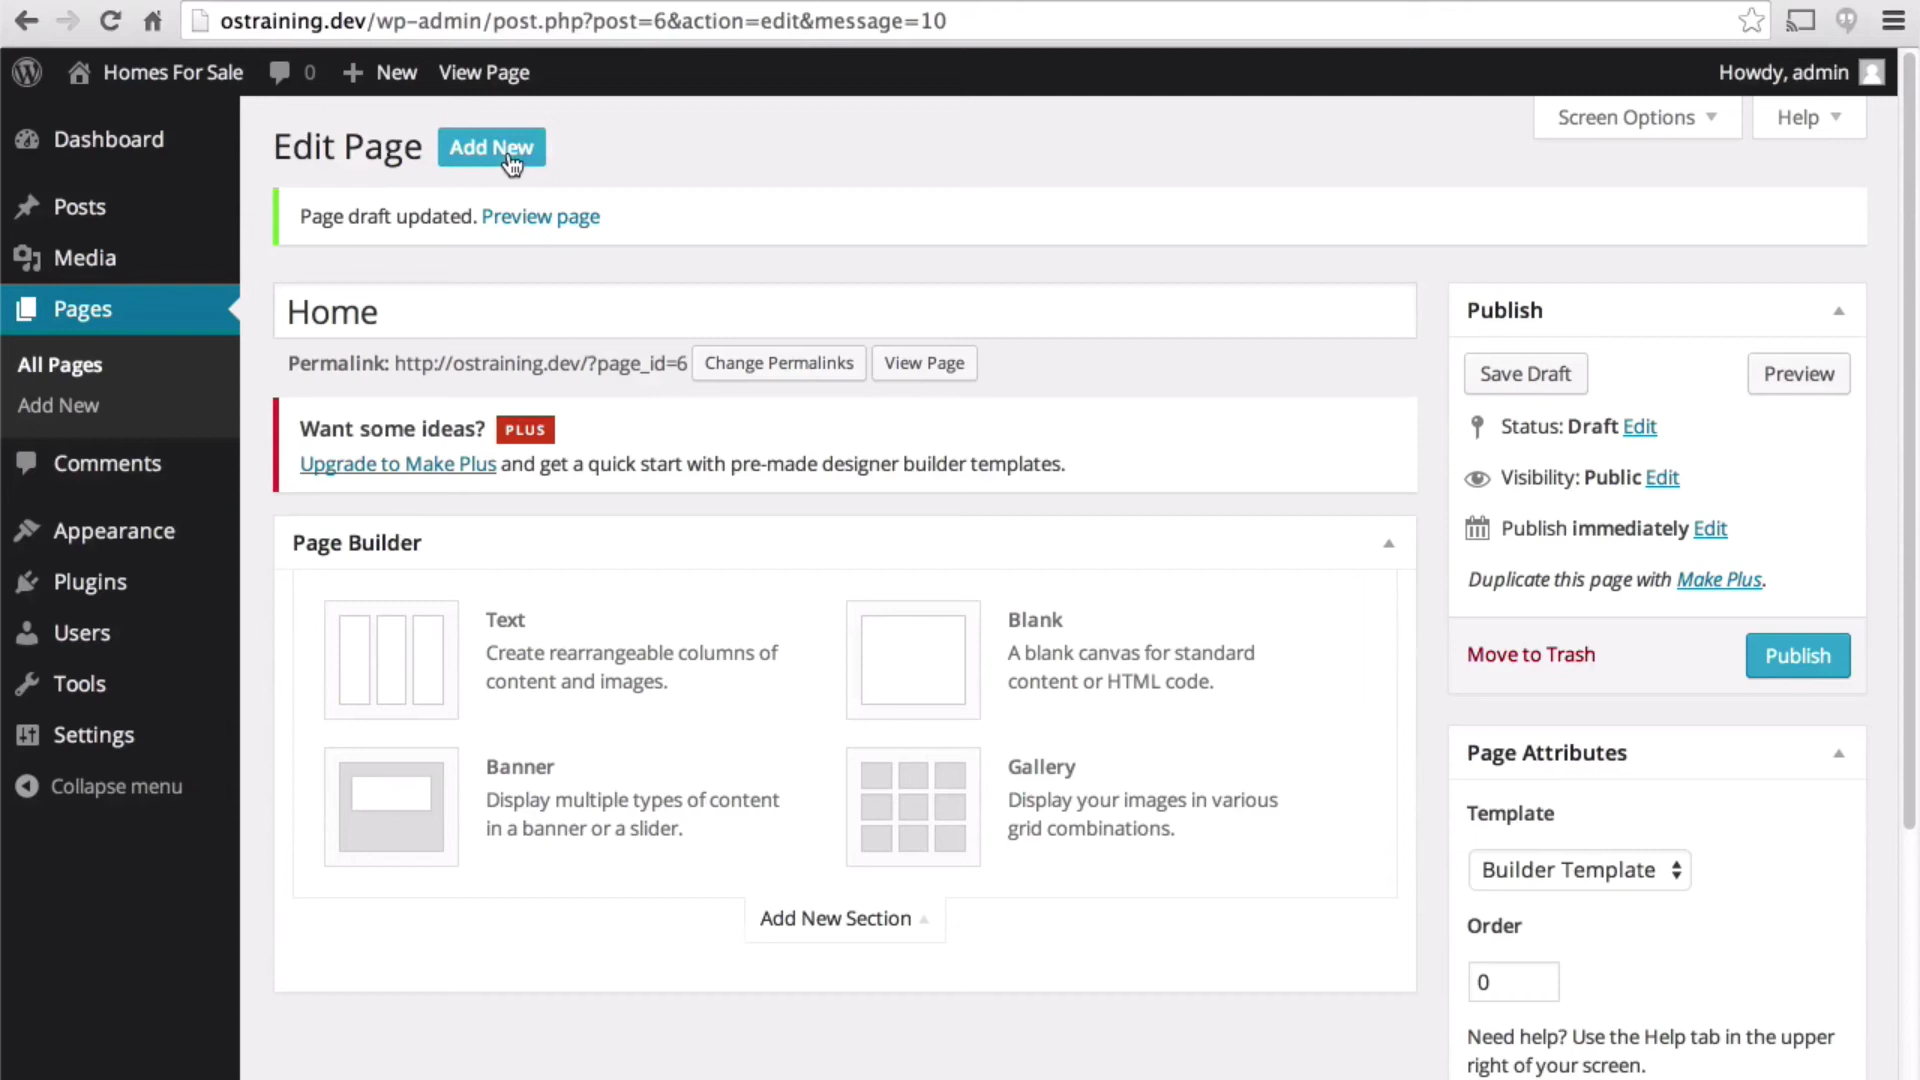 ostraining.dev/wp-admin/post.php?post=6&action=edit&message=10
Homes For Sale 0 New View Page Howdy, admin
Screen Options Help
Dashboard
Posts
Media
Pages
All Pages
Add New
Comments
Appearance
Plugins
Users
Tools
Settings
Collapse menu
Edit Page Add New
Page draft updated. Preview page
Home
Permalink: http://ostraining.dev/?page_id=6 Change Permalinks View Page
Want some ideas? PLUS
Upgrade to Make Plus and get a quick start with pre-made designer builder templates.
Page Builder
Text
Create rearrangeable columns of
content and images.
Blank
A blank canvas for standard
content or HTML code.
Banner
Display multiple types of content
in a banner or a slider.
Gallery
Display your images in various
grid combinations.
Add New Section
Publish
Save Draft Preview
Status: Draft Edit
Visibility: Public Edit
Publish immediately Edit
Duplicate this page with Make Plus.
Move to Trash Publish
Page Attributes
Template
Builder Template
Order
0
Need help? Use the Help tab in the upper
right of your screen.